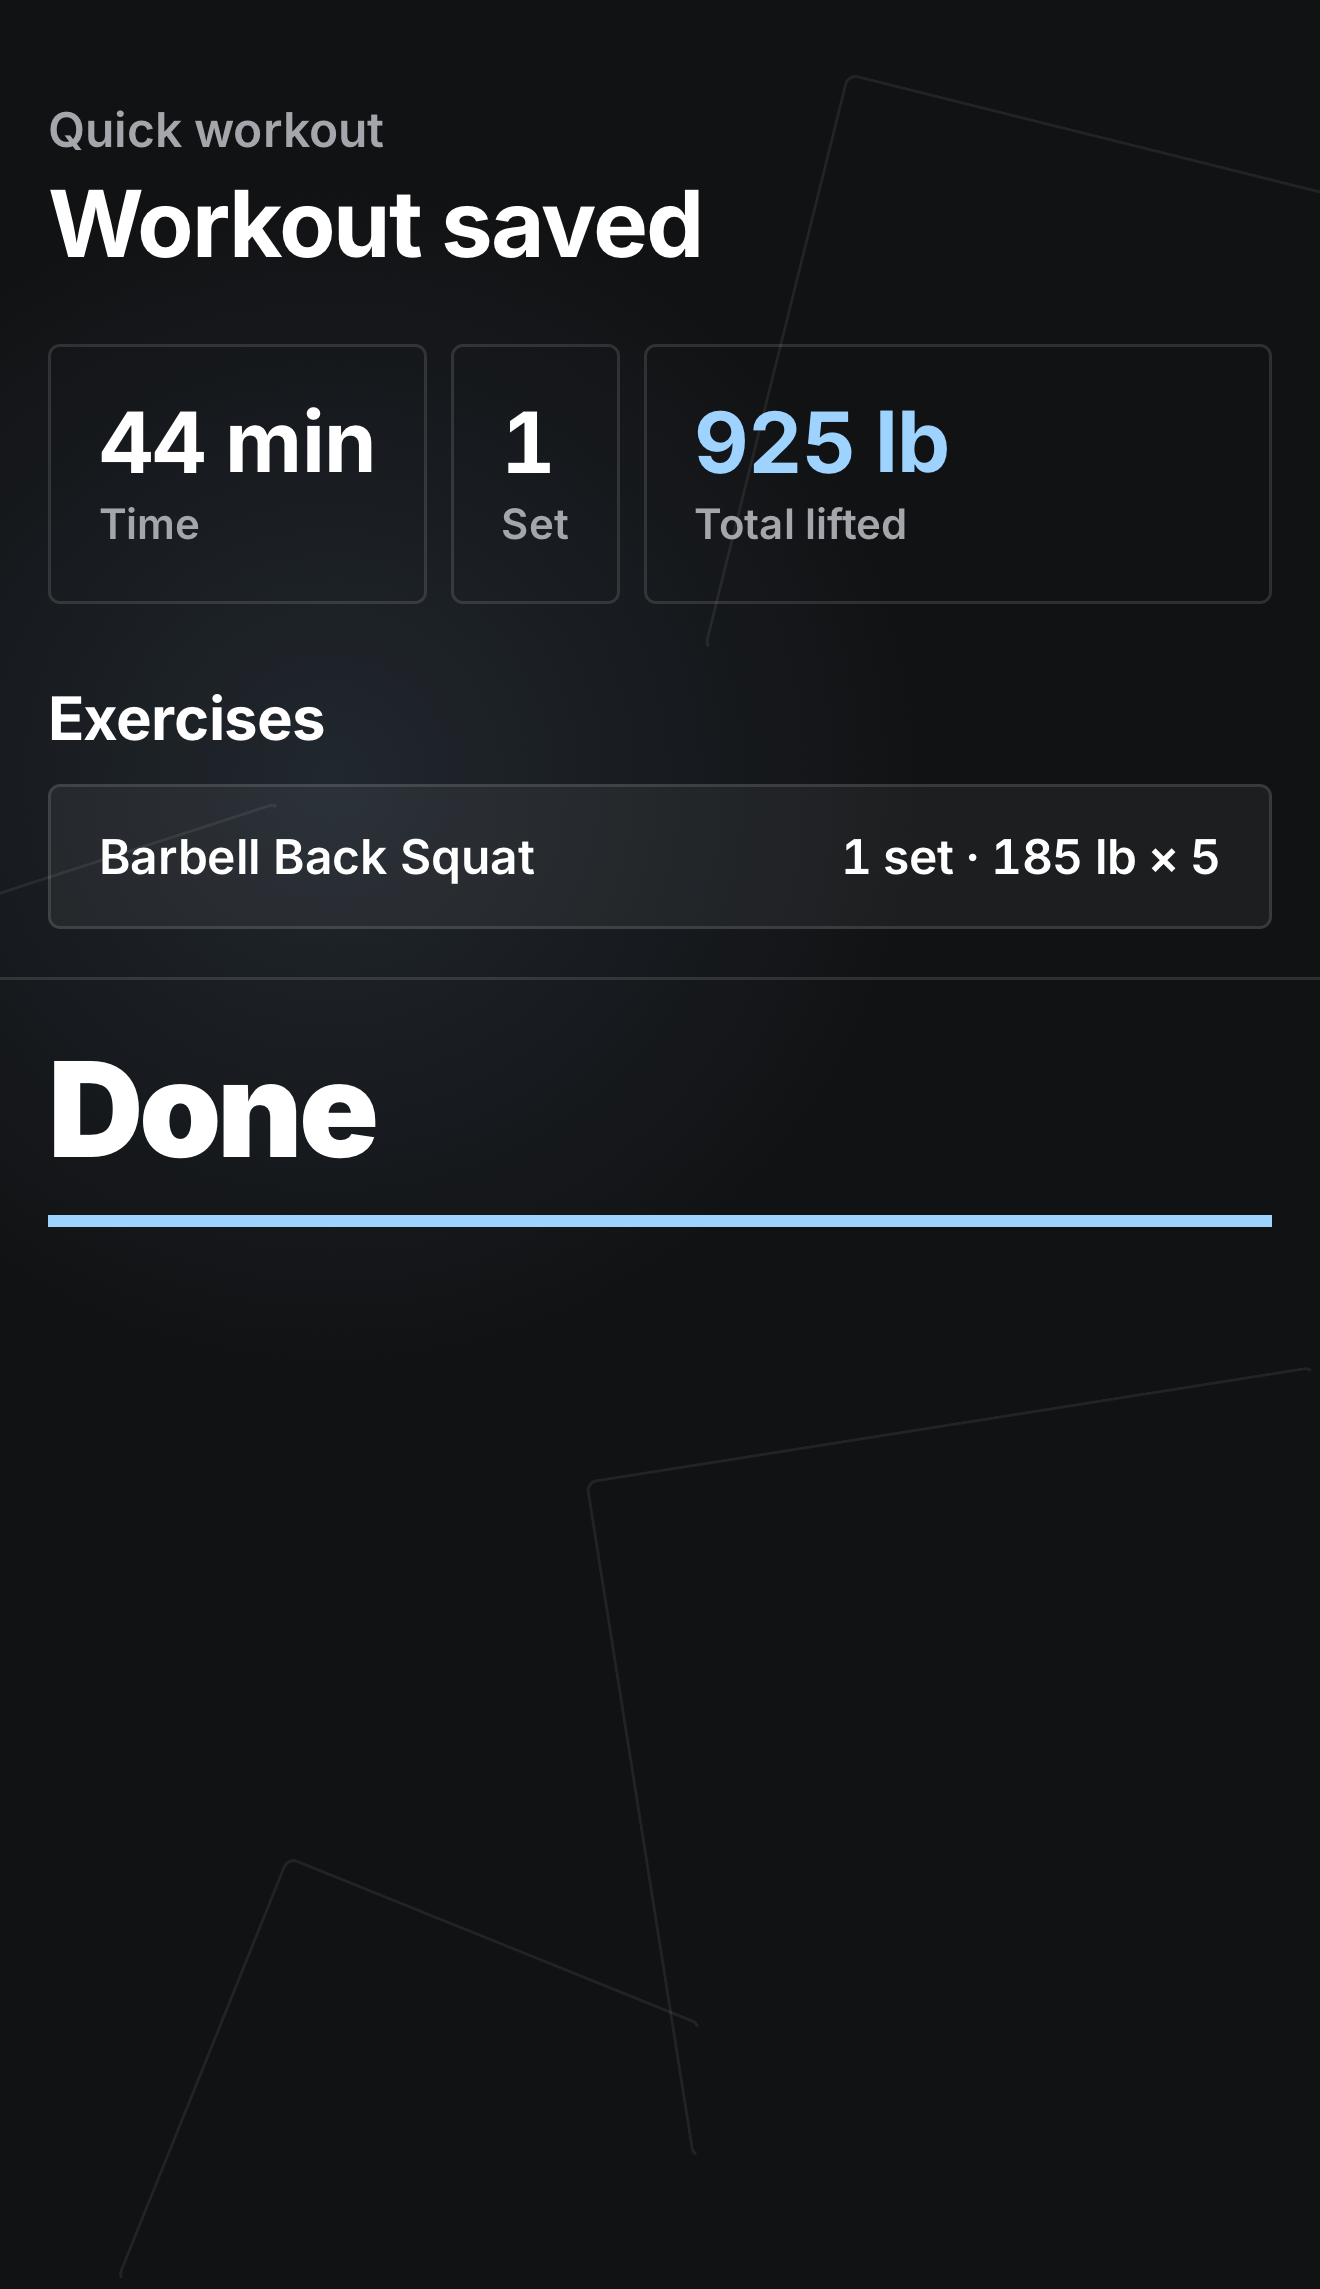 Quick workout
Workout saved
44 min
Time
1
Set
925 lb
Total lifted
Exercises
Barbell Back Squat
1 set · 185 lb × 5
Done